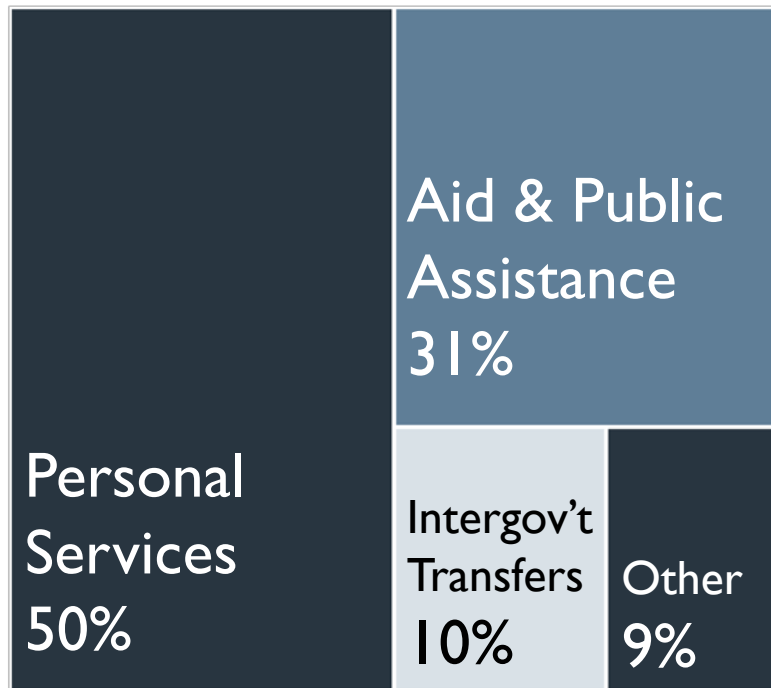 Personal
Services
50%
Aid & Public
Assistance
31%
Intergov't
Transfers
10%
Other
9%